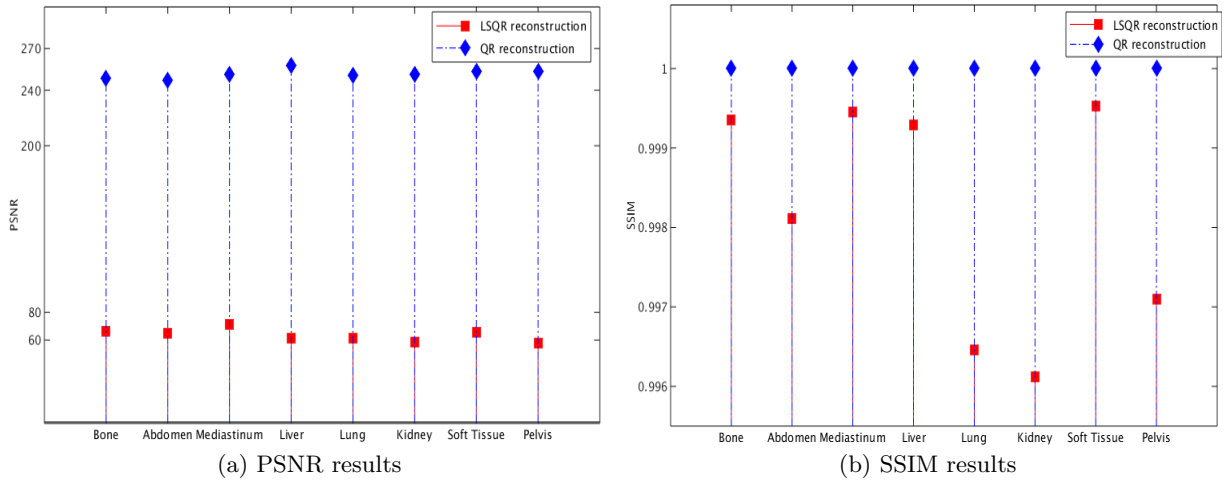 LSQR reconstruction
QR reconstruction
270
240
200
80
60
PSNR
Bone Abdomen Mediastinum Liver Lung Kidney Soft Tissue Pelvis
(a) PSNR results
LSQR reconstruction
QR reconstruction
1
0.999
0.998
0.997
0.996
SSIM
Bone Abdomen Mediastinum Liver Lung Kidney Soft Tissue Pelvis
(b) SSIM results